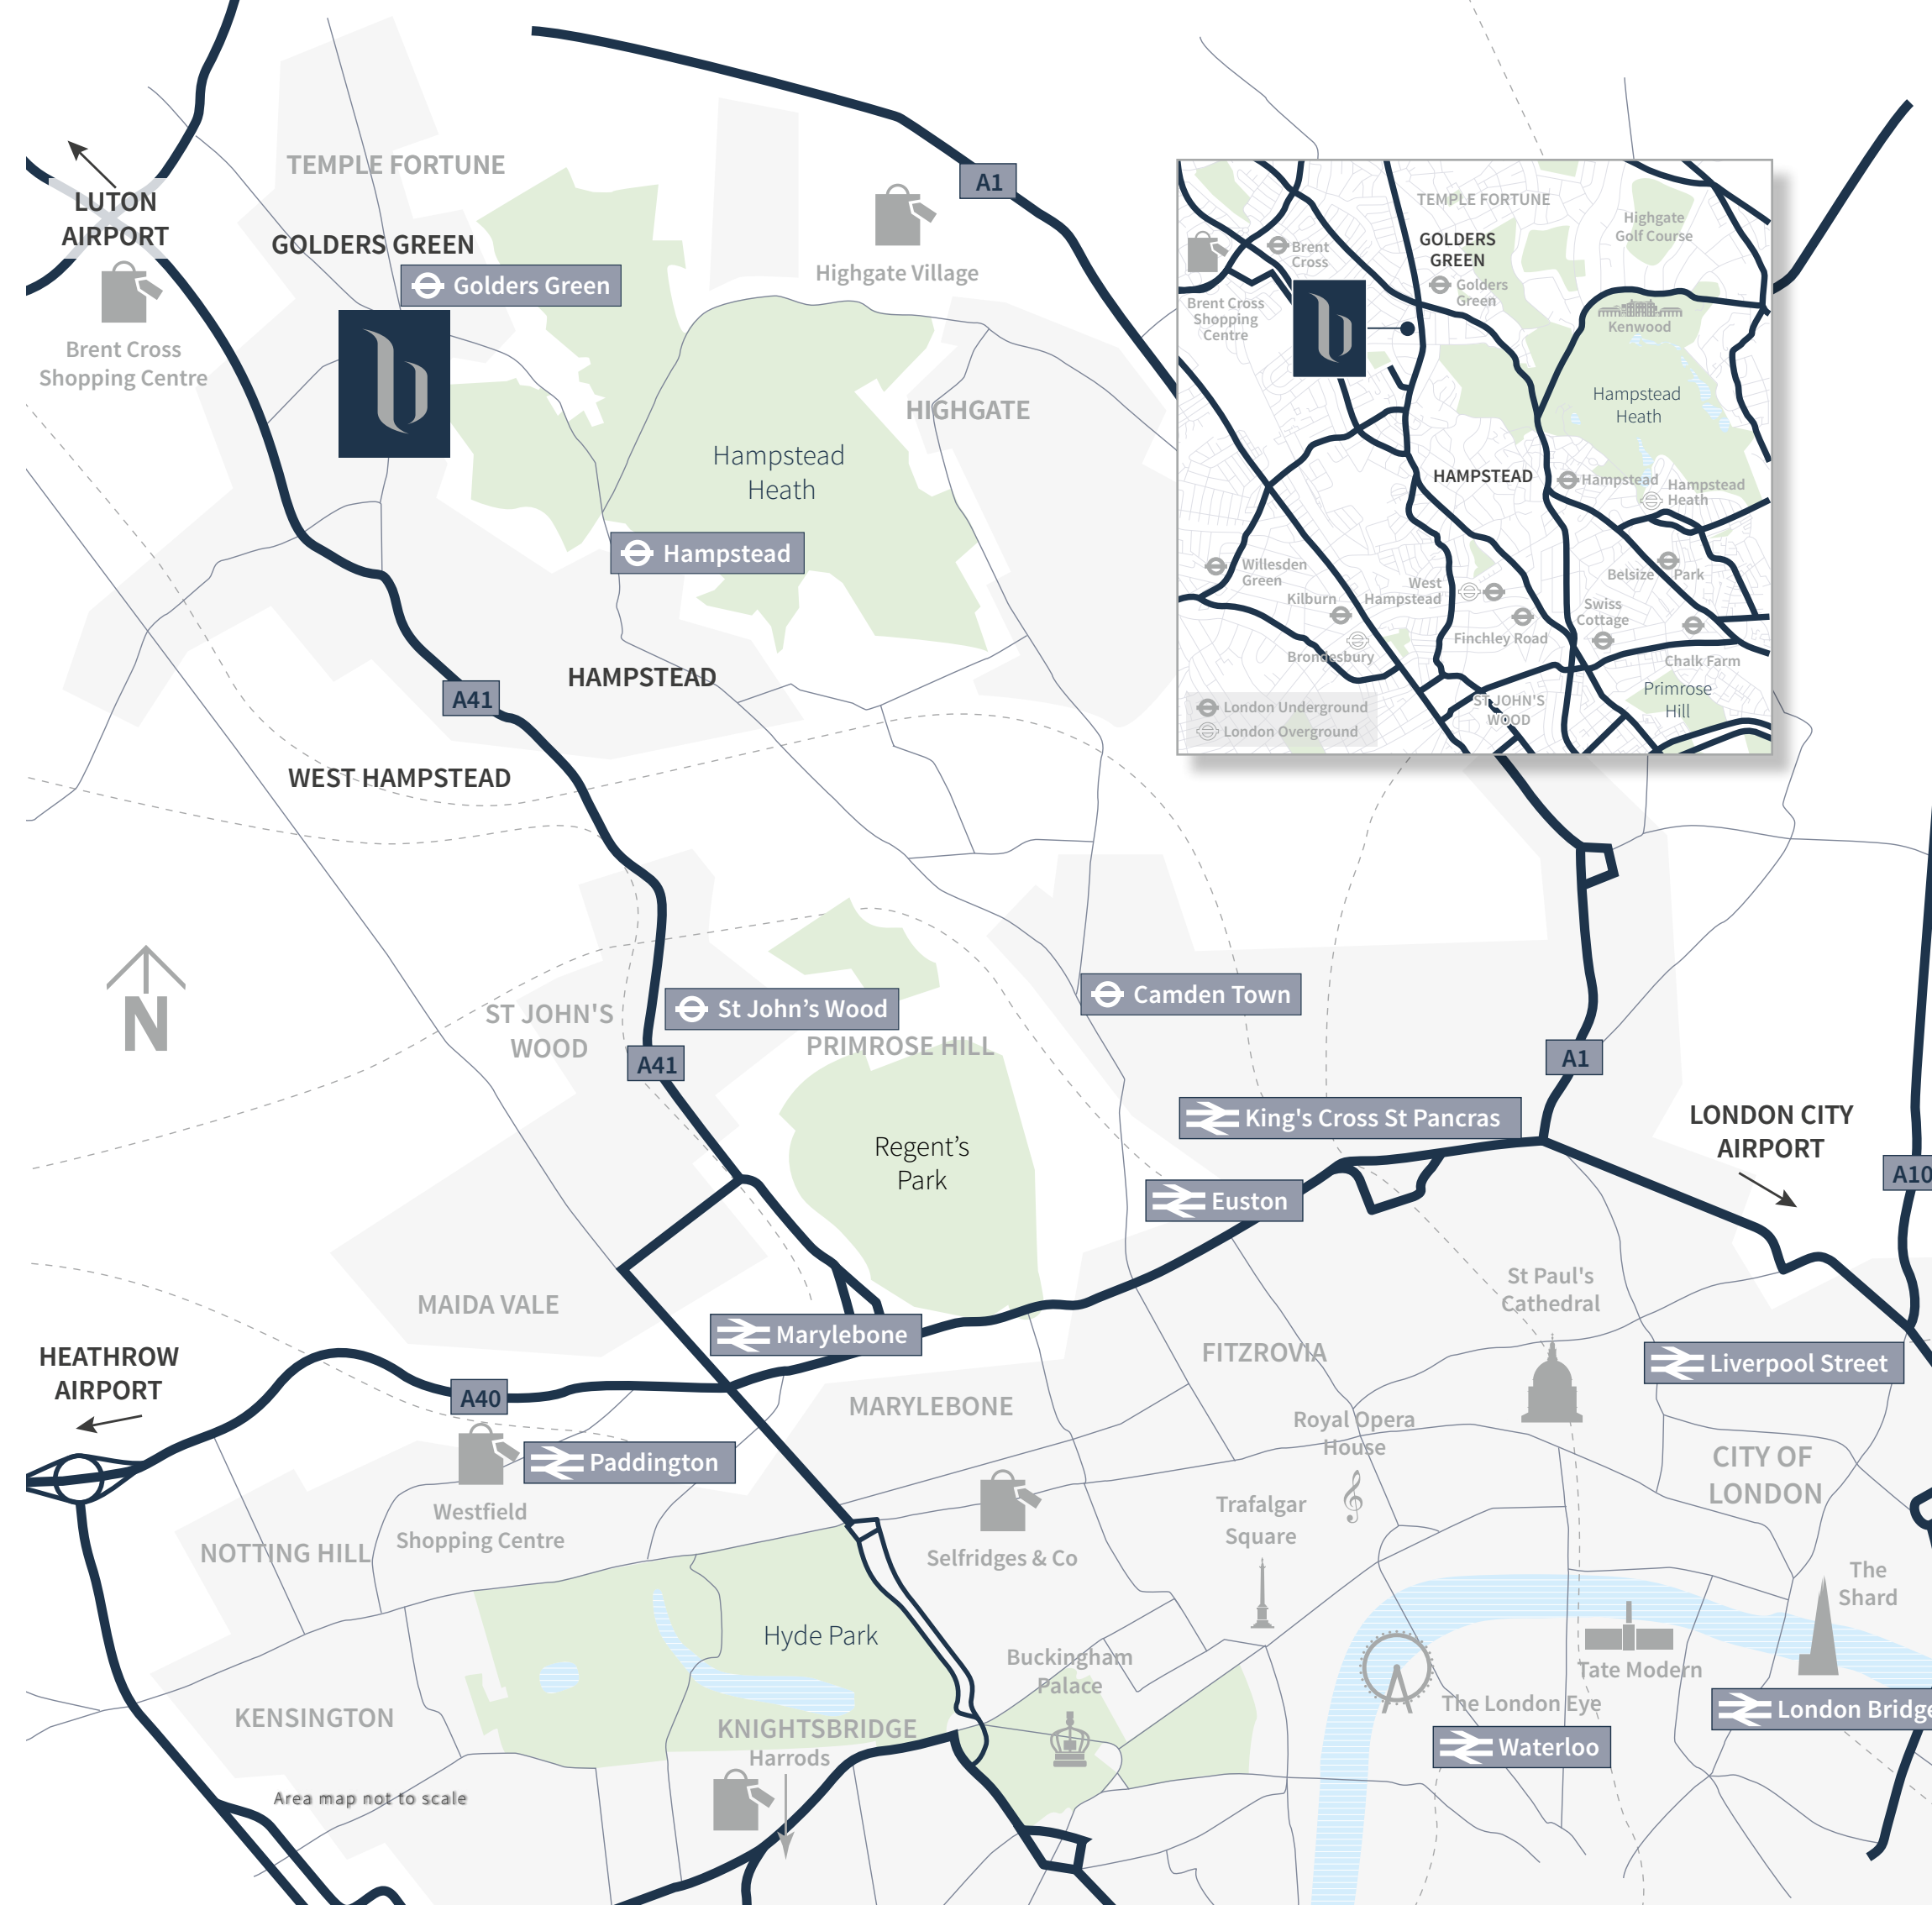 A1
TEMPLE FORTUNE
LUTON
AIRPORT
GOLDERS GREEN
Golders Green
Highgate Village
Brent Cross
Shopping Centre
b
HIGHGATE
Hampstead
Heath
Hampstead
HAMPSTEAD
A41
WEST HAMPSTEAD
TEMPLE FORTUNE
Highgate
Golf Course
GOLDERS
GREEN
Brent
Cross
Golders
Green
Brent Cross
Shopping
Centre
b
Kenwood
Hampstead
Heath
HAMPSTEAD
Hampstead
Hampstead
Heath
Willesden
Green
West
Hampstead
Kilburn
Belsize Park
Swiss
Cottage
Finchley Road
Brondesbury
Chalk Farm
Primrose
Hill
ST JOHN'S
WOOD
London Underground
London Overground
N
ST JOHN'S
WOOD
St John’s Wood
Camden Town
PRIMROSE HILL
A41
A1
King's Cross St Pancras
LONDON CITY
AIRPORT
A10
Regent’s
Park
Euston
St Paul's
Cathedral
MAIDA VALE
Marylebone
FITZROVIA
Liverpool Street
HEATHROW
AIRPORT
A40
MARYLEBONE
Royal Opera
House
Paddington
CITY OF
LONDON
Westfield
Shopping Centre
Trafalgar
Square
NOTTING HILL
Selfridges & Co
The
Shard
Hyde Park
Buckingham
Palace
Tate Modern
The London Eye
KENSINGTON
KNIGHTSBRIDGE
London Bridge
Harrods
Waterloo
Area map not to scale